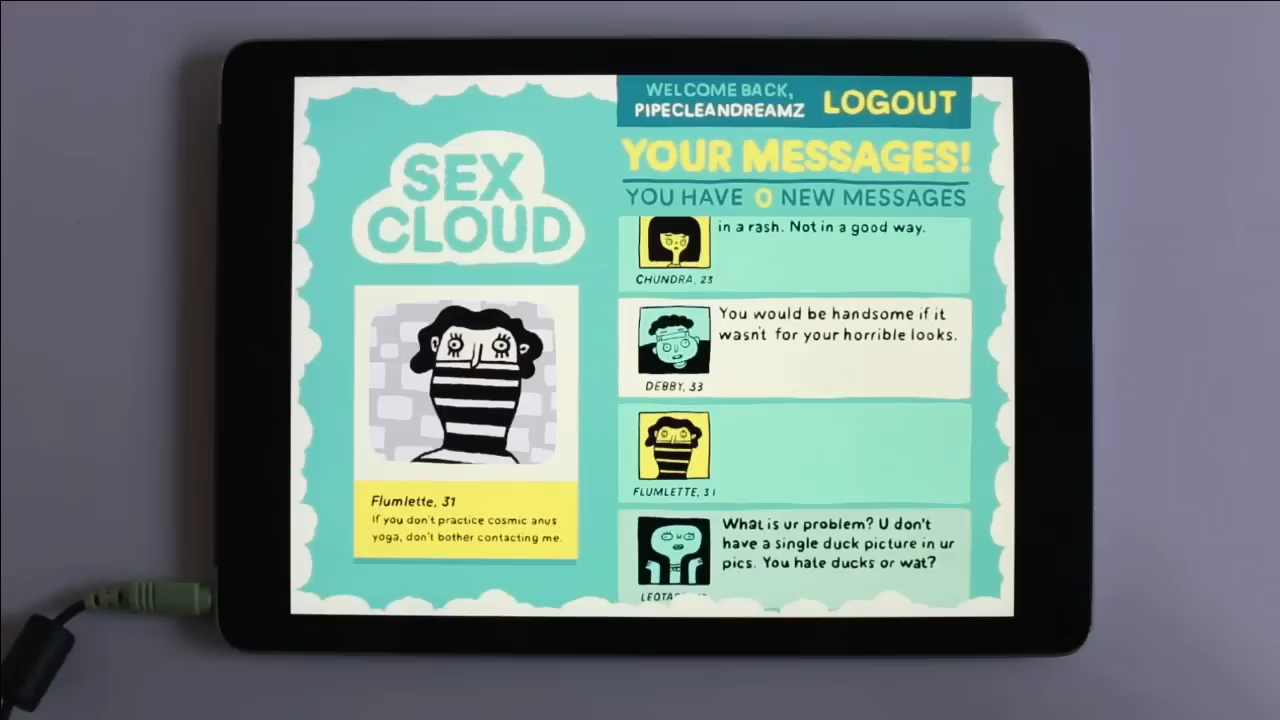 WELCOME BACK,
PIPECLEANDREAMZ
LOGOUT
SEX
CLOUD
YOUR MESSAGES!
YOU HAVE 0 NEW MESSAGES
in a rash. Not in a good way.
CHUNDRA, 23
You would be handsome if it
wasn't for your horrible looks.
DEBBY, 33
FLUMLETTE, 31
What is ur problem? U don't
have a single duck picture in ur
pics. You hate ducks or wat?
Flumlette, 31
If you don't practice cosmic anus
yoga, don't bother contacting me.